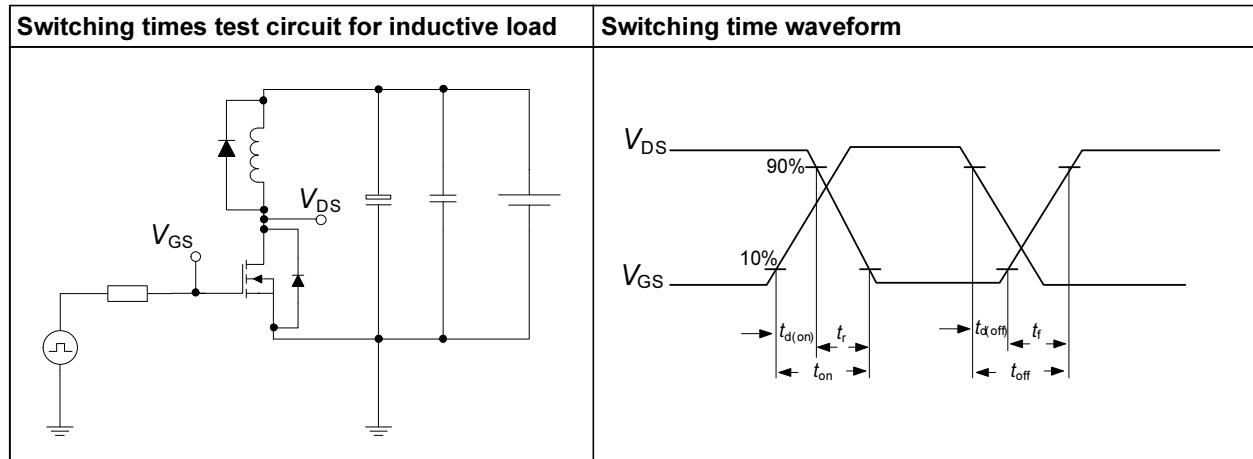 Switching times test circuit for inductive load
Switching time waveform
VDS
VGS
VDS
90%
10%
VGS
td(on)
tr
td(off)
tf
ton
toff